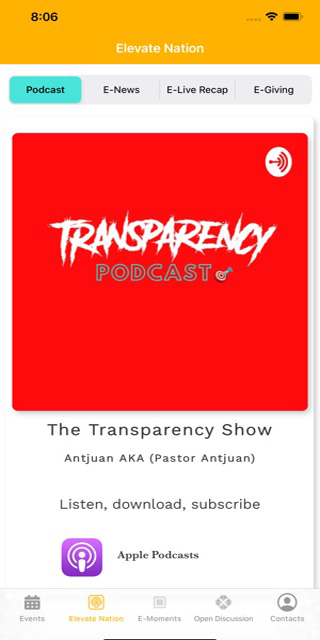 8:06
Elevate Nation
Podcast E-News E-Live Recap E-Giving
TRANSPARENCY
PODCAST
The Transparency Show
Antjuan AKA (Pastor Antjuan)
Listen, download, subscribe
Apple Podcasts
Events Elevate Nation E-Moments Open Discussion Contacts